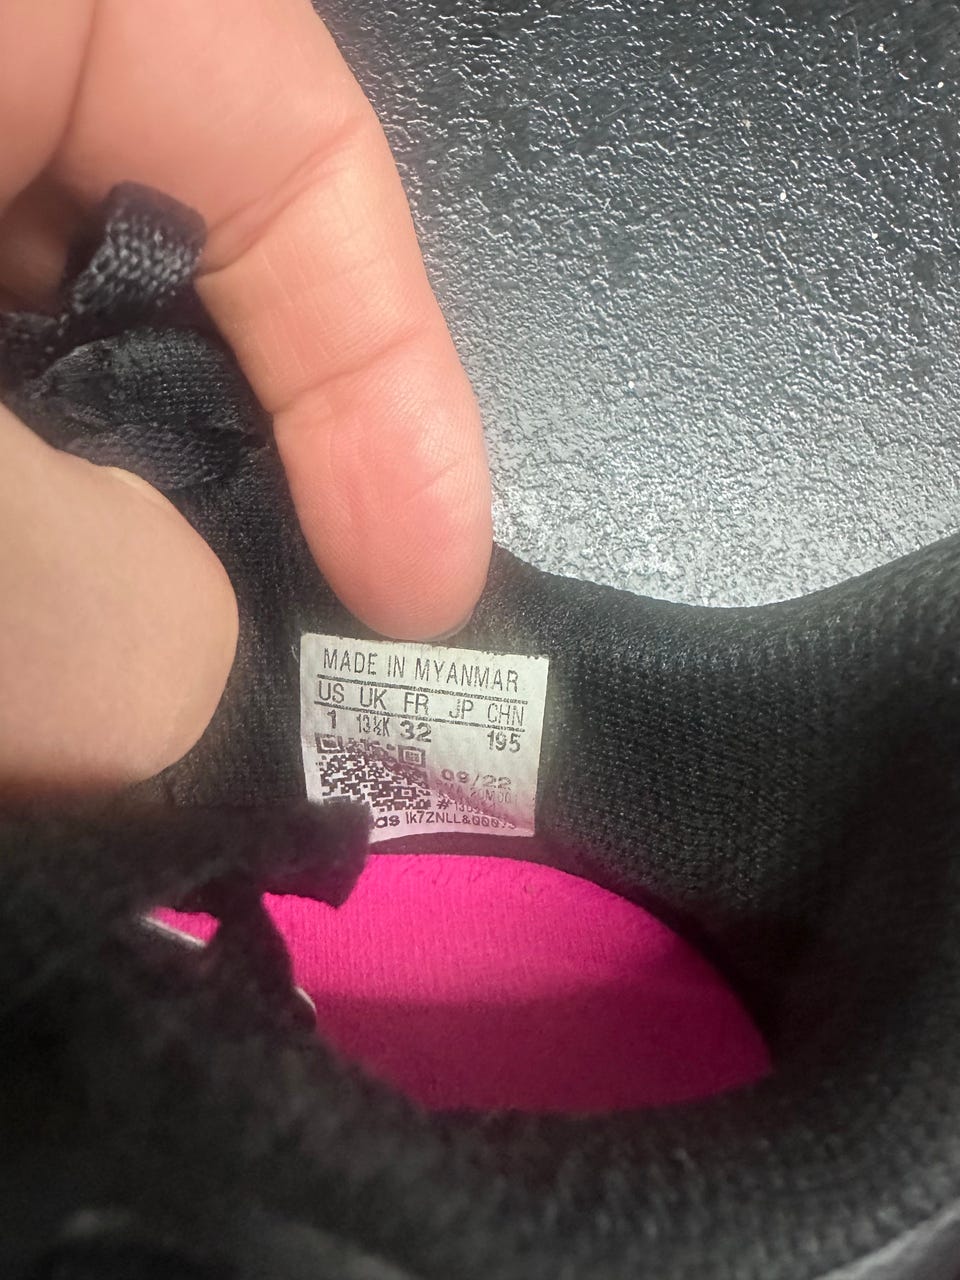 MADE IN MYANMAR
US UK FR JP CHN
1 13½K 32 195
09/22